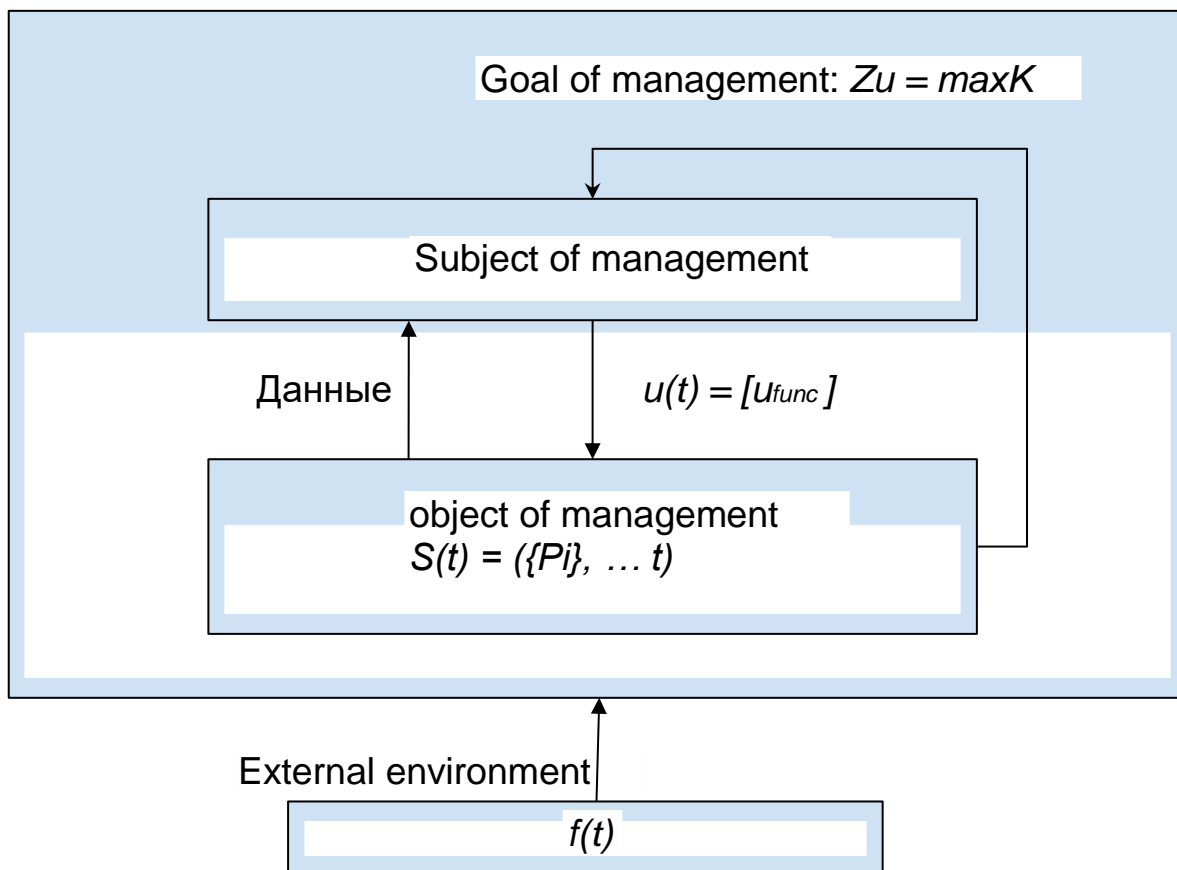 Goal of management: Zu = maxK
Subject of management
Данные
u(t) = [ufunc ]
object of management
S(t) = ({Pi}, … t)
External environment
f(t)